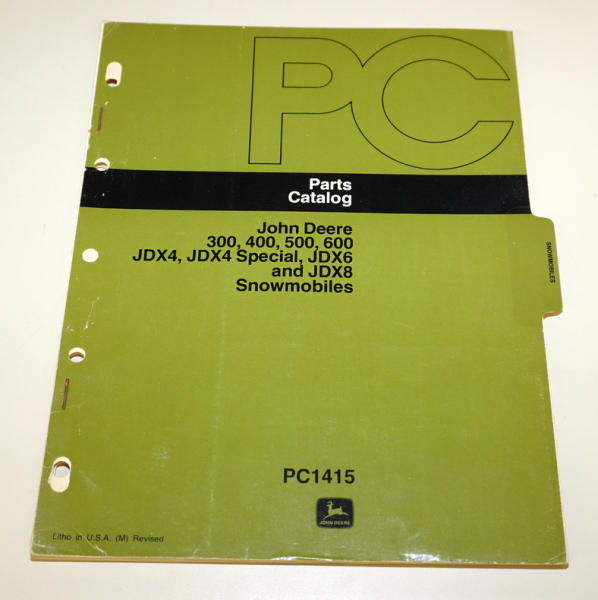 PC
Parts
Catalog
John Deere
300, 400, 500, 600
JDX4, JDX4 Special, JDX6
and JDX8
Snowmobiles
SNOWMOBILES
PC1415
JOHN DEERE
Litho in U.S.A. (M) Revised